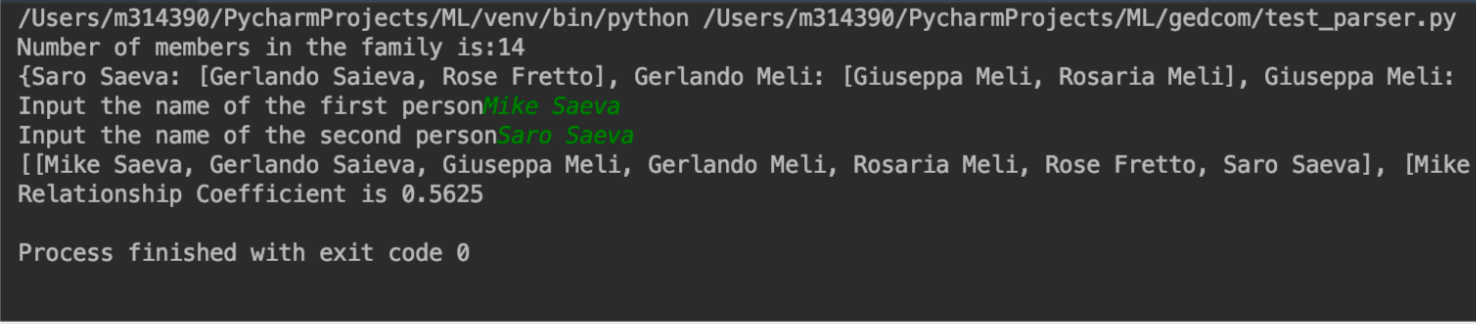 /Users/m314390/PycharmProjects/ML/venv/bin/python /Users/m314390/PycharmProjects/ML/gedcom/test_parser.py
Number of members in the family is:14
{Saro Saeva: [Gerlando Saieva, Rose Fretto], Gerlando Meli: [Giuseppa Meli, Rosaria Meli], Giuseppa Meli:
Input the name of the first personMike Saeva
Input the name of the second personSaro Saeva
[[Mike Saeva, Gerlando Saieva, Giuseppa Meli, Gerlando Meli, Rosaria Meli, Rose Fretto, Saro Saeva], [Mike
Relationship Coefficient is 0.5625
Process finished with exit code 0